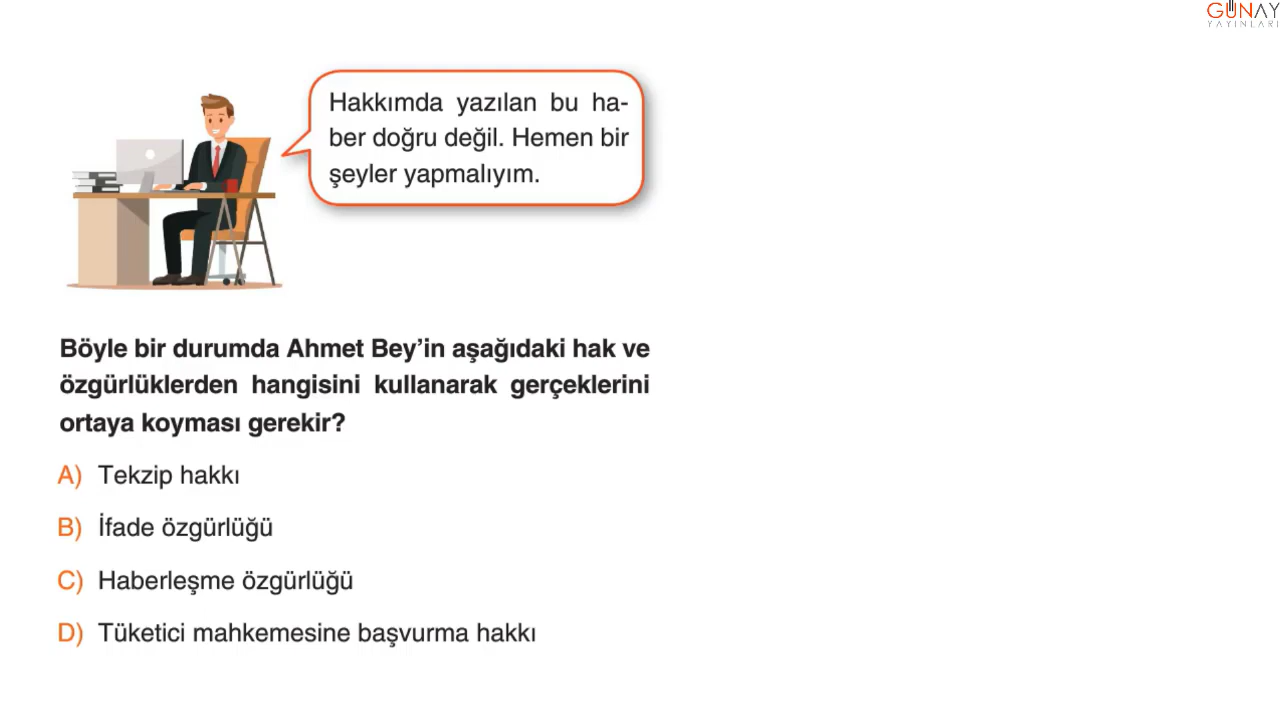 GÜNAY
YAYINLARI
Hakkımda yazılan bu ha-
ber doğru değil. Hemen bir
şeyler yapmalıyım.
Böyle bir durumda Ahmet Bey’in aşağıdaki hak ve
özgürlüklerden hangisini kullanarak gerçeklerini
ortaya koyması gerekir?
A) Tekzip hakkı
B) İfade özgürlüğü
C) Haberleşme özgürlüğü
D) Tüketici mahkemesine başvurma hakkı